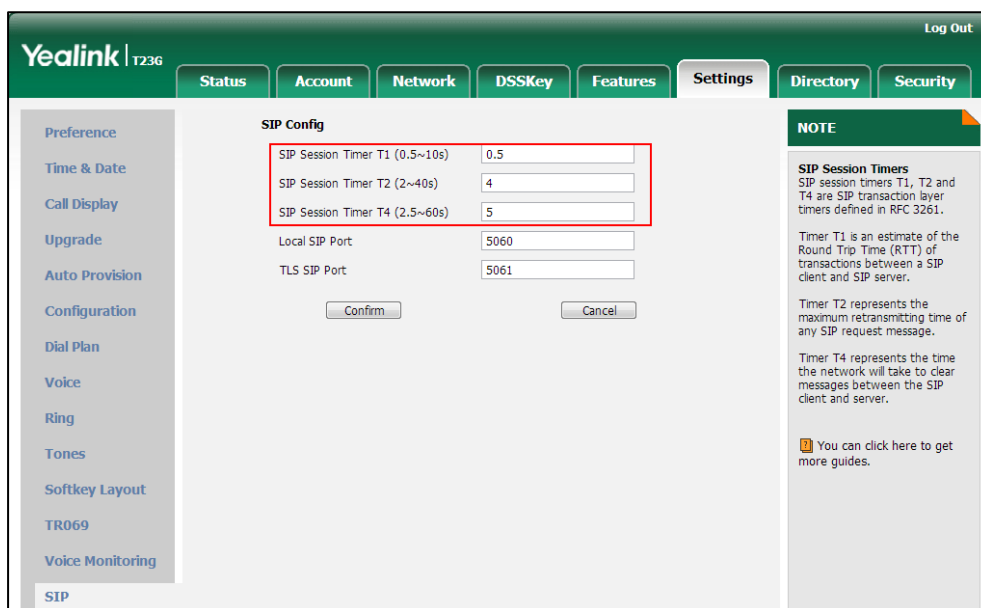 Log Out
Yealink | T23G
Status Account Network DSSKey Features Settings Directory Security
Preference
Time & Date
Call Display
Upgrade
Auto Provision
Configuration
Dial Plan
Voice
Ring
Tones
Softkey Layout
TR069
Voice Monitoring
SIP
SIP Config
SIP Session Timer T1 (0.5~10s) 0.5
SIP Session Timer T2 (2~40s) 4
SIP Session Timer T4 (2.5~60s) 5
Local SIP Port 5060
TLS SIP Port 5061
Confirm Cancel
NOTE
SIP Session Timers
SIP session timers T1, T2 and
T4 are SIP transaction layer
timers defined in RFC 3261.
Timer T1 is an estimate of the
Round Trip Time (RTT) of
transactions between a SIP
client and SIP server.
Timer T2 represents the
maximum retransmitting time of
any SIP request message.
Timer T4 represents the time
the network will take to clear
messages between the SIP
client and server.
? You can click here to get
more guides.